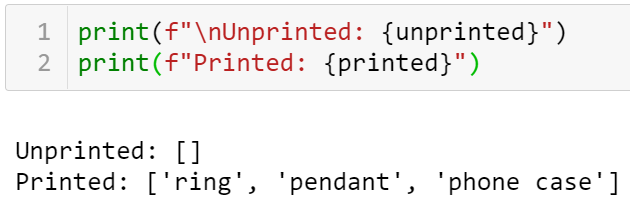 1 print(f"\nUnprinted: {unprinted}")
2 print(f"Printed: {printed}")
Unprinted: []
Printed: ['ring', 'pendant', 'phone case']